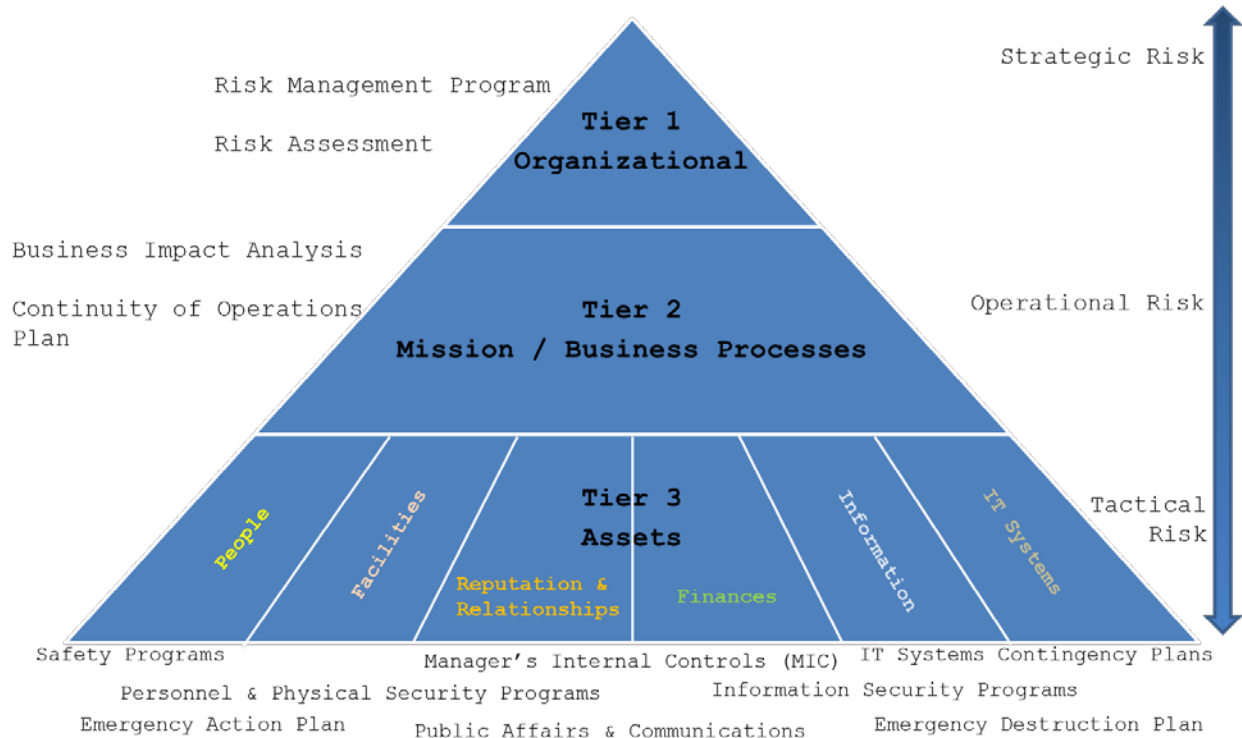 Risk Management Program
Strategic Risk
Tier 1
Organizational
Risk Assessment
Business Impact Analysis
Continuity of Operations
Plan
Tier 2
Mission / Business Processes
Operational Risk
Tier 3
Assets
People
Facilities
Reputation &
Relationships
Finances
Information
IT Systems
Tactical
Risk
Safety Programs
Manager’s Internal Controls (MIC)
IT Systems Contingency Plans
Personnel & Physical Security Programs
Information Security Programs
Emergency Action Plan
Public Affairs & Communications
Emergency Destruction Plan